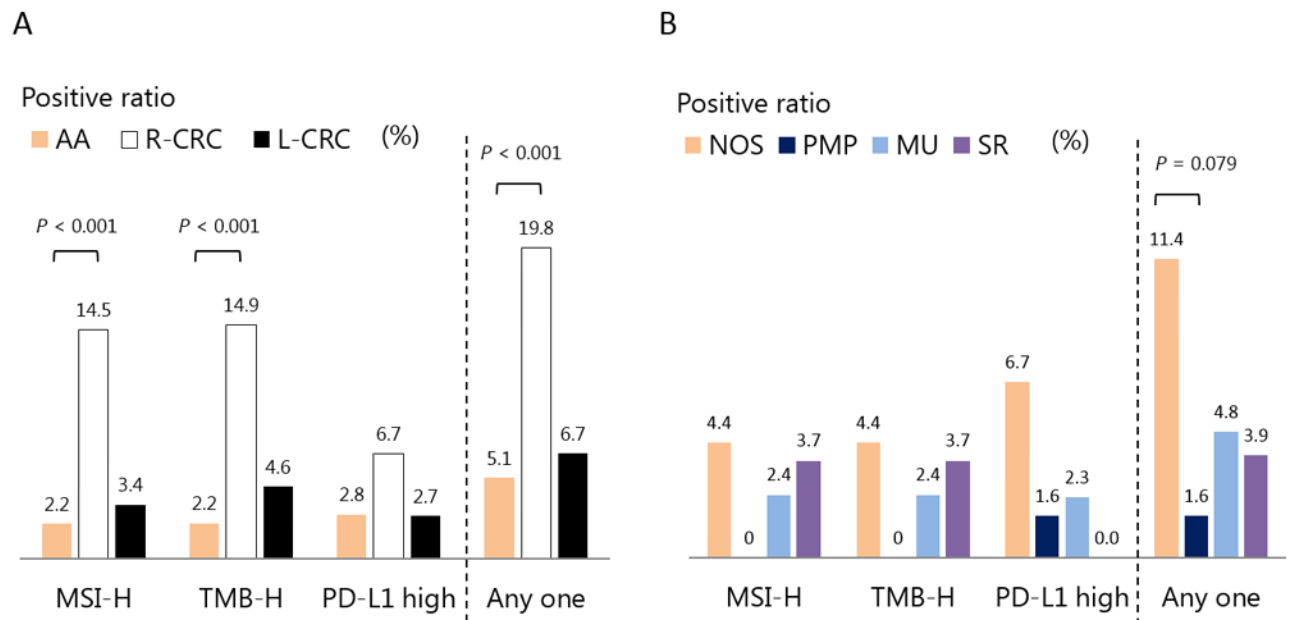 A
Positive ratio
AA R-CRC L-CRC (%)
P < 0.001
P < 0.001
P < 0.001
2.2
14.5
3.4
2.2
14.9
4.6
2.8
6.7
2.7
5.1
19.8
6.7
MSI-H TMB-H PD-L1 high Any one
B
Positive ratio
NOS PMP MU SR (%)
P = 0.079
4.4
0
2.4
3.7
4.4
0
2.4
3.7
6.7
1.6
2.3
0.0
11.4
1.6
4.8
3.9
MSI-H TMB-H PD-L1 high Any one